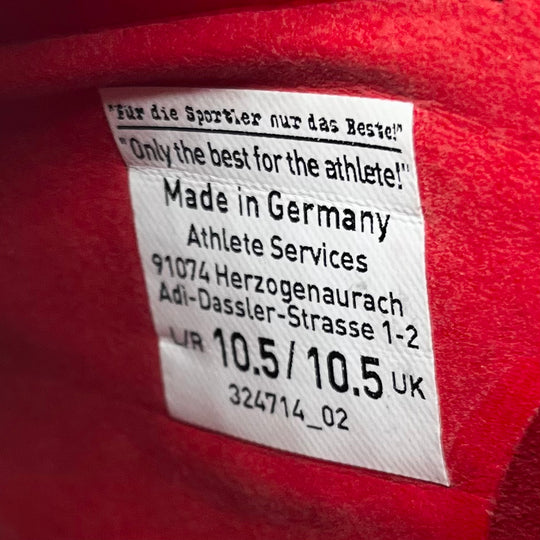 "Für die Sportler nur das Beste!"
"Only the best for the athlete!"
Made in Germany
Athlete Services
91074 Herzogenaurach
Adi-Dassler-Strasse 1-2
L/R 10.5 / 10.5 UK
324714_02